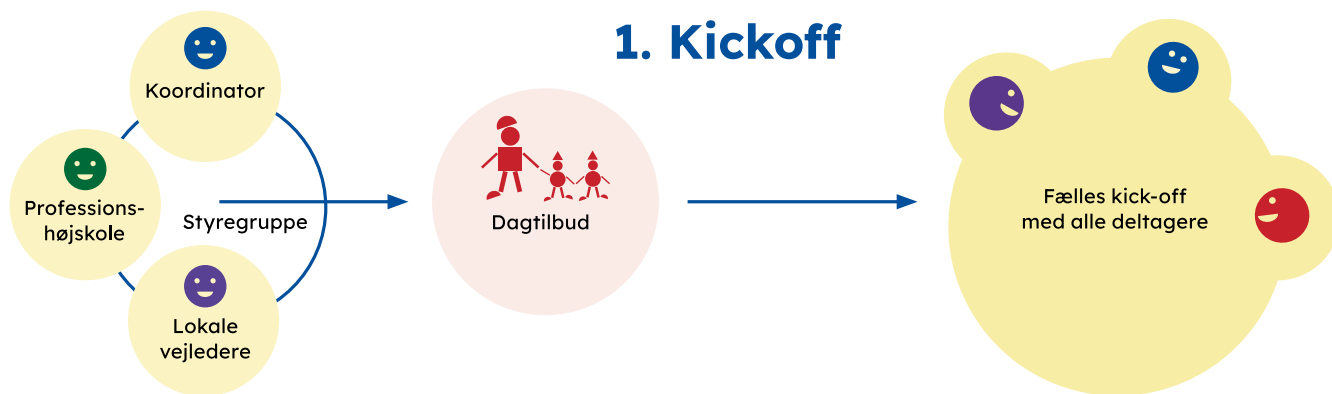 1. Kickoff
Koordinator
Professions-
højskole
Styregruppe
Lokale
vejledere
Dagtilbud
Fælles kick-off
med alle deltagere